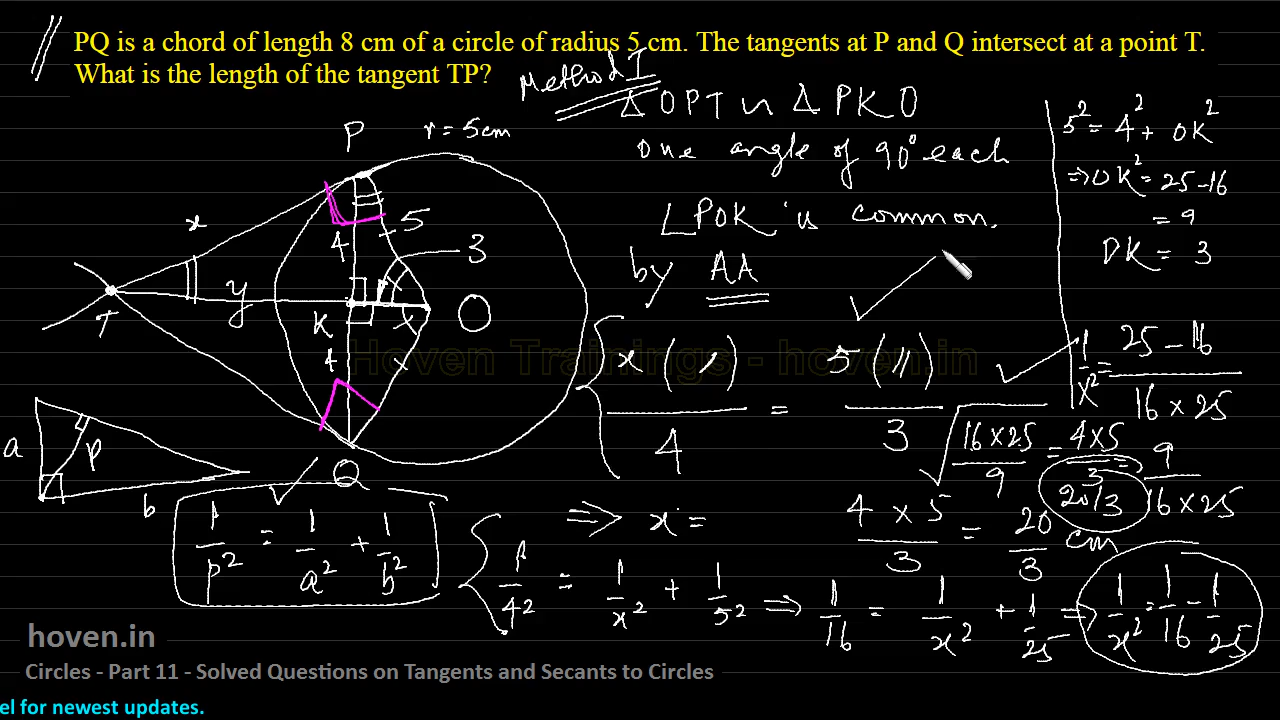 PQ is a chord of length 8 cm of a circle of radius 5 cm. The tangents at P and Q intersect at a point T.
What is the length of the tangent TP?
Method I
Δ OPT ∽ Δ PKO
one angle of 90° each
∠POK is common.
by AA
5² = 4² + OK²
⇒ OK² = 25-16
= 9
OK = 3
P
r = 5cm
x
5
4
3
y
T
K
O
4
Q
a
P
b
x (/) / 4 = 5 (//) / 3
⇒ x = 4 × 5 / 3 = 20/3 cm
1/p² = 1/a² + 1/b²
1/4² = 1/x² + 1/5² ⇒ 1/16 = 1/x² + 1/25 ⇒ 1/x² = 1/16 - 1/25
1/x² = 25-16 / 16×25
= 9 / 16×25
√16×25/9 = 4×5/3 = 20/3
Hoven Trainings - hoven.in
hoven.in
Circles - Part 11 - Solved Questions on Tangents and Secants to Circles
el for newest updates.